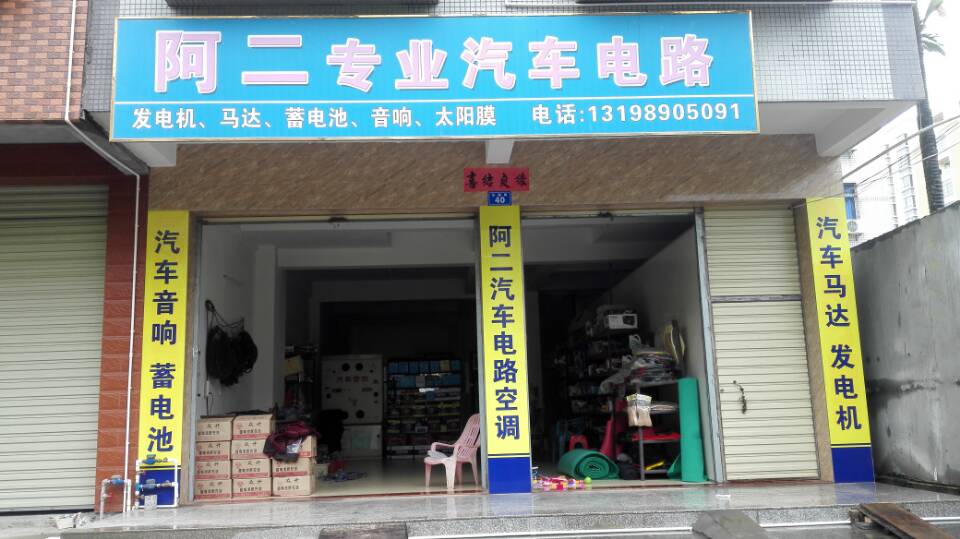 阿二专业汽车电路
发电机、马达、蓄电池、音响、太阳膜 电话:13198905091
40
汽车音响 蓄电池
阿二汽车电路空调
汽车马达 发电机